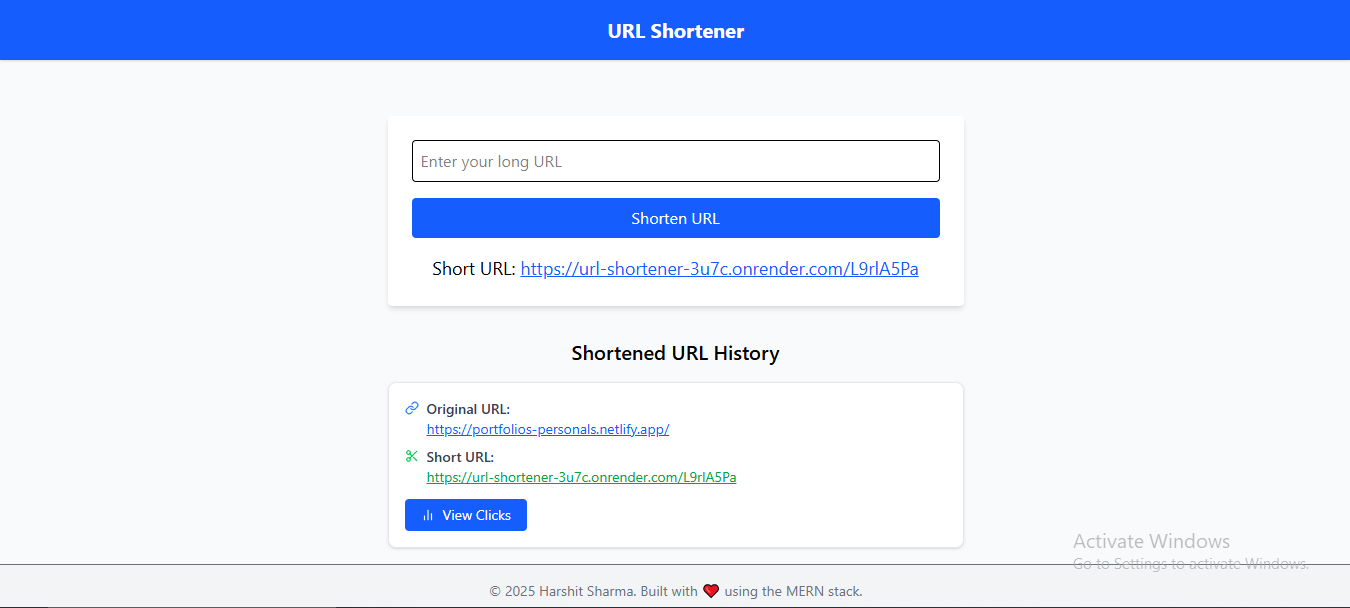 URL Shortener
Enter your long URL
Shorten URL
Short URL: https://url-shortener-3u7c.onrender.com/L9rlA5Pa
Shortened URL History
Original URL:
https://portfolios-personals.netlify.app/
Short URL:
https://url-shortener-3u7c.onrender.com/L9rlA5Pa
View Clicks
Activate Windows
Go to Settings to activate Windows.
© 2025 Harshit Sharma. Built with ❤️ using the MERN stack.